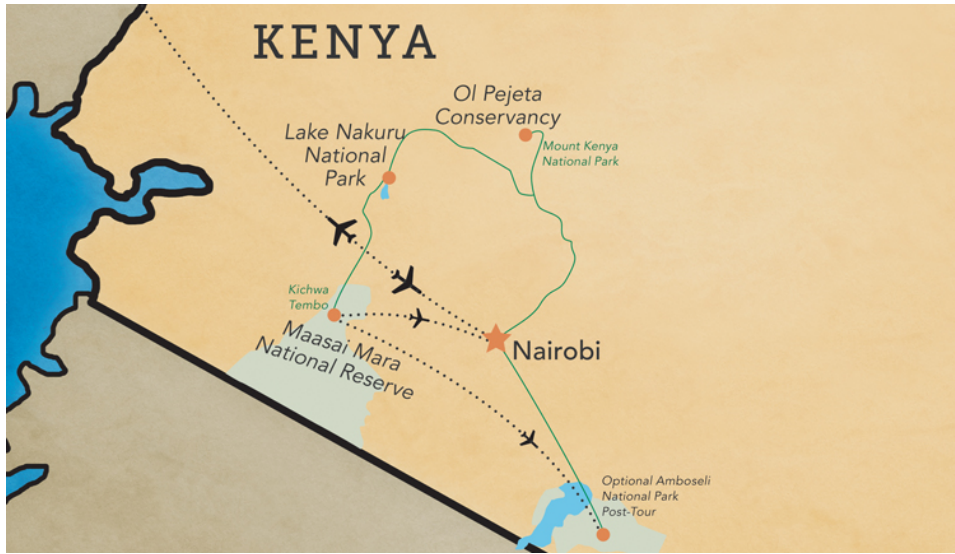 KENYA
Ol Pejeta
Conservancy
Lake Nakuru
National
Park
Mount Kenya
National Park
Kichwa
Tembo
Maasai Mara
National Reserve
Nairobi
Optional Amboseli
National Park
Post-Tour